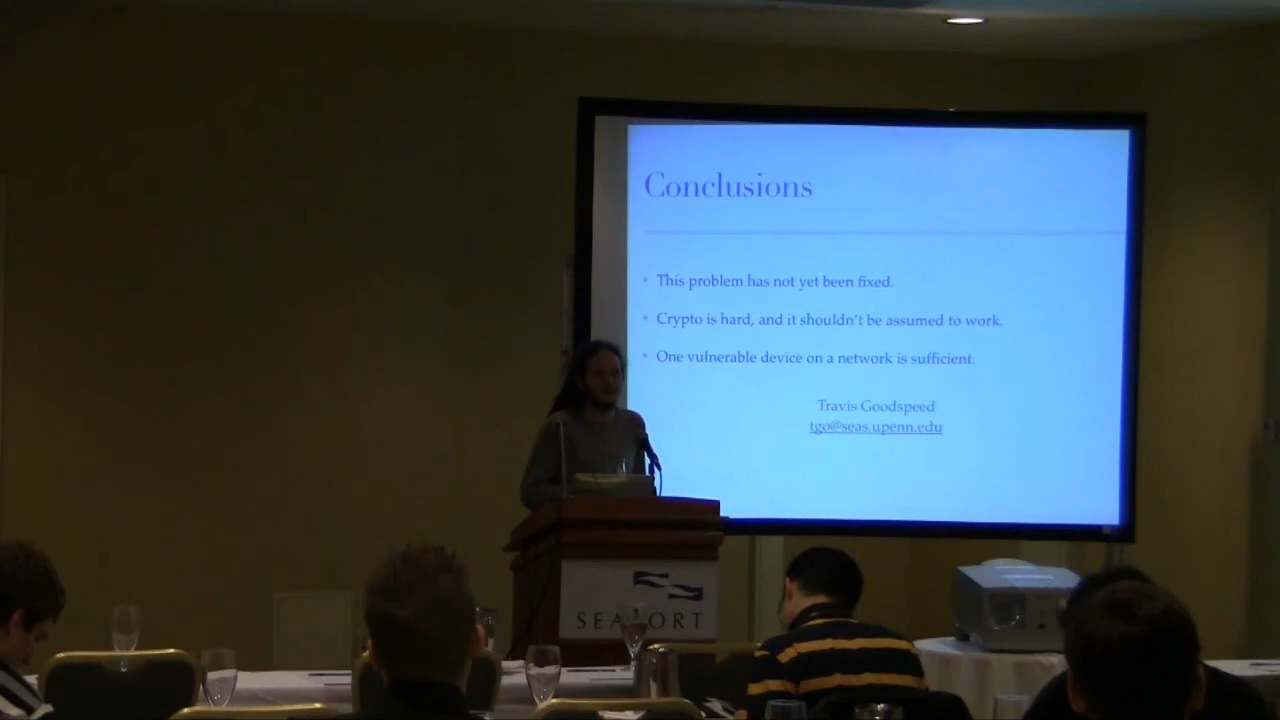 Conclusions
This problem has not yet been fixed.
Crypto is hard, and it shouldn't be assumed to work.
One vulnerable device on a network is sufficient.
Travis Goodspeed
tgo@seas.upenn.edu